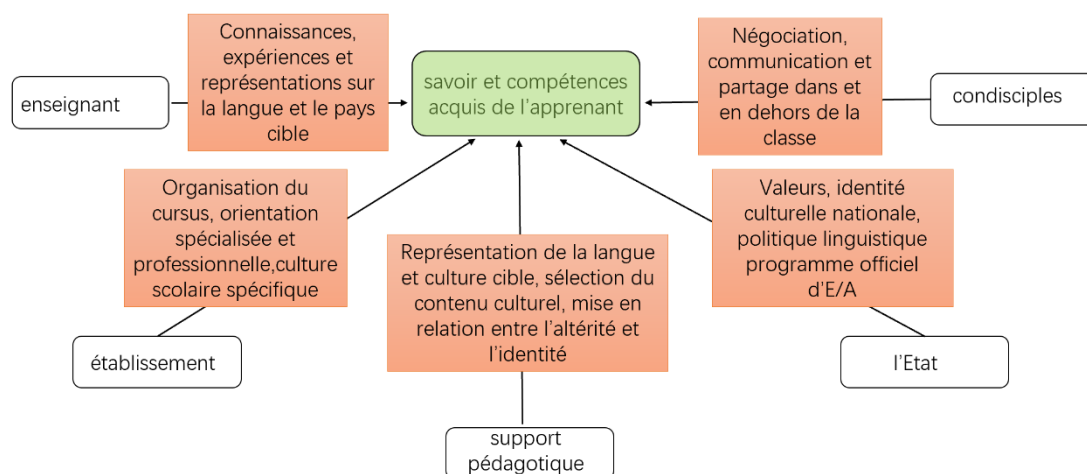 Connaissances,
expériences et
représentations sur
la langue et le pays
cible
savoir et compétences
acquis de l'apprenant
Négociation,
communication et
partage dans et
en dehors de la
classe
enseignant
condisciples
Organisation du
cursus, orientation
spécialisée et
professionnelle,culture
scolaire spécifique
Représentation de la langue
et culture cible, sélection du
contenu culturel, mise en
relation entre l'altérité et
l'identité
Valeurs, identité
culturelle nationale,
politique linguistique
programme officiel
d'E/A
établissement
l'Etat
support
pédagotique